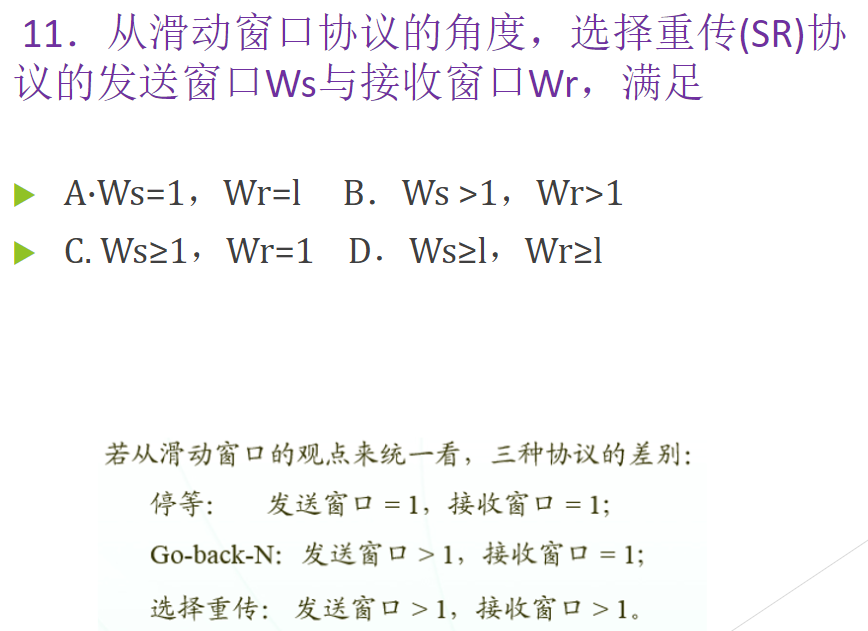 11．从滑动窗口协议的角度，选择重传(SR)协
议的发送窗口Ws与接收窗口Wr，满足
A·Ws=1，Wr=l B．Ws >1，Wr>1
C. Ws≥1，Wr=1 D．Ws≥l，Wr≥l
若从滑动窗口的观点来统一看，三种协议的差别:
停等: 发送窗口 = 1，接收窗口 = 1;
Go-back-N: 发送窗口 > 1，接收窗口 = 1;
选择重传: 发送窗口 > 1，接收窗口 > 1。